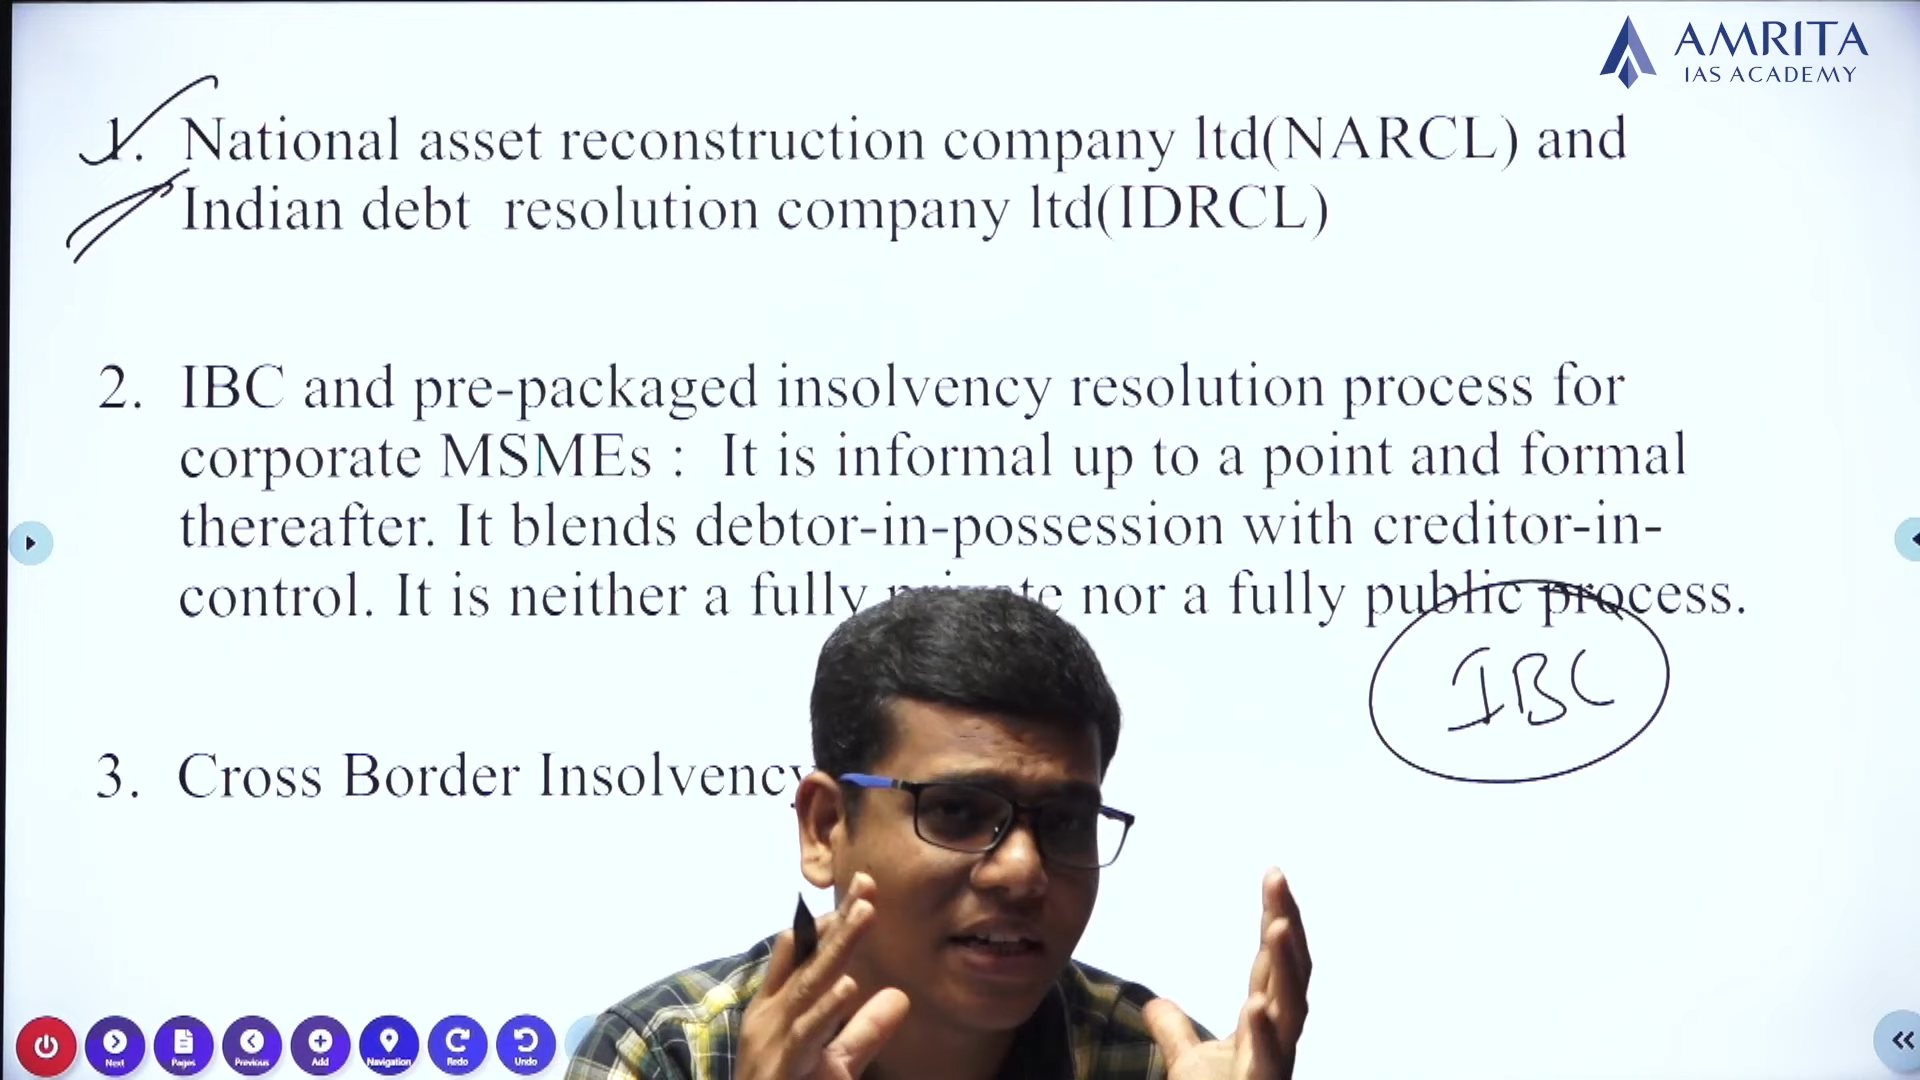 AMRITA
IAS ACADEMY
1. National asset reconstruction company ltd(NARCL) and
Indian debt resolution company ltd(IDRCL)
2. IBC and pre-packaged insolvency resolution process for
corporate MSMEs : It is informal up to a point and formal
thereafter. It blends debtor-in-possession with creditor-in-
control. It is neither a fully nor a fully public process.
IBC
3. Cross Border Insolvency
Next
Pages
Previous
Add
Navigation
Redo
Undo